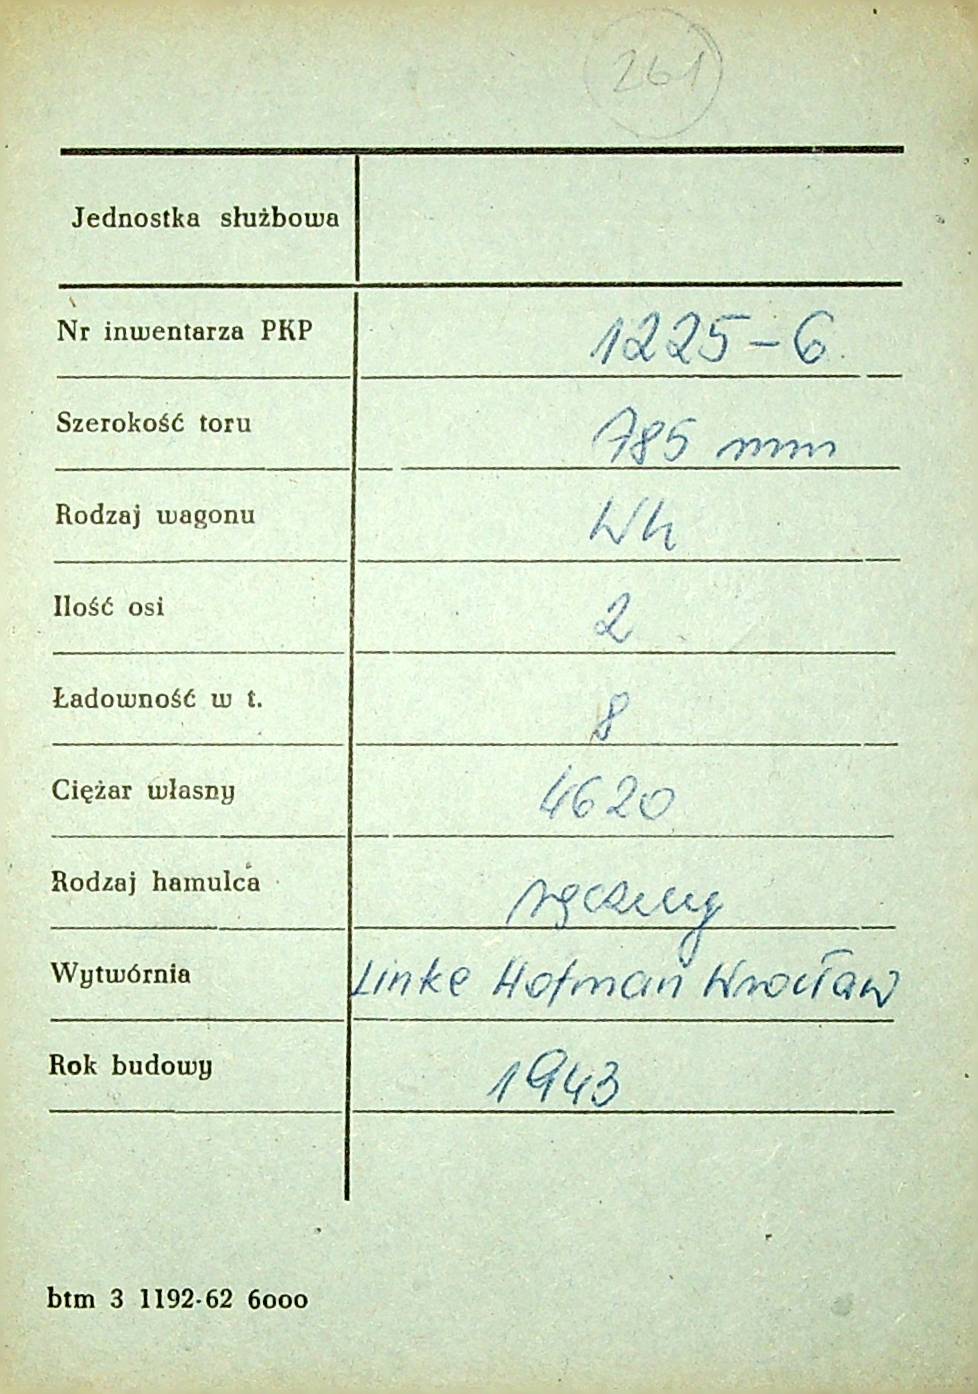 261
Jednostka służbowa
Nr inwentarza PKP 1225-6
Szerokość toru 785 mm
Rodzaj wagonu Wh
Ilość osi 2
Ładowność w t. 8
Ciężar własny 4620
Rodzaj hamulca ręczny
Wytwórnia Linke Hofman Wrocław
Rok budowy 1943
btm 3 1192-62 6000